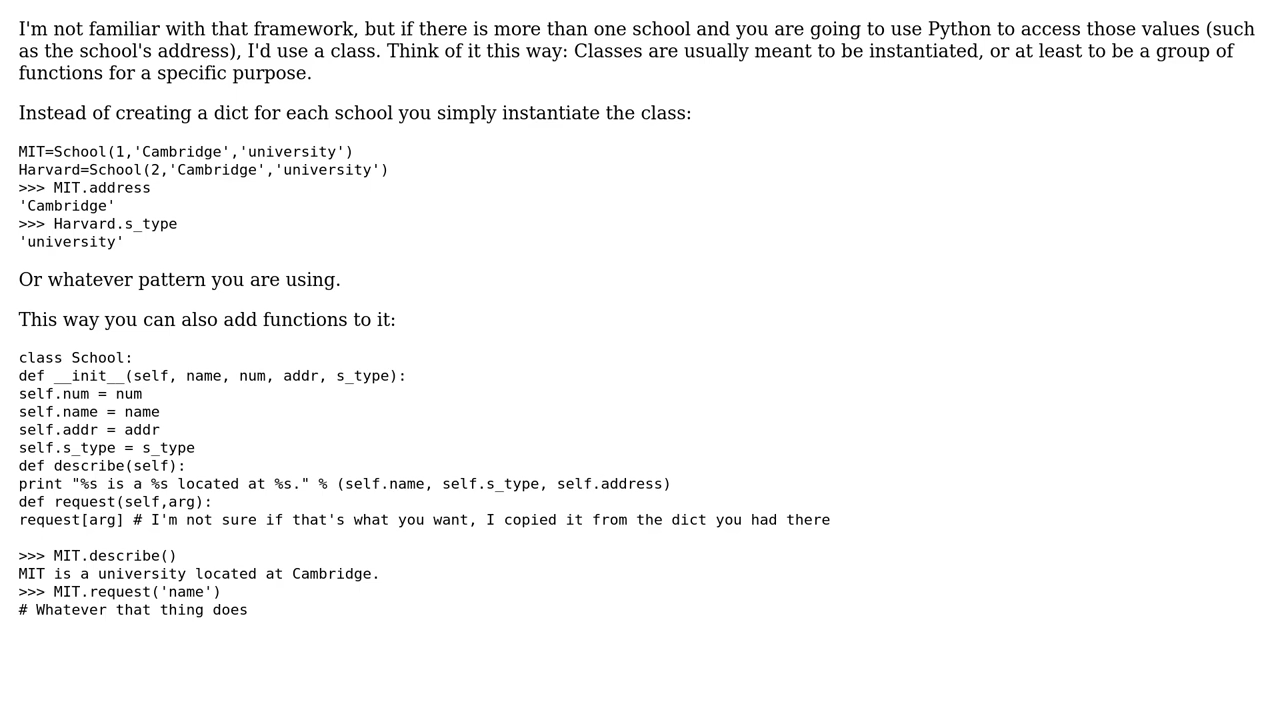 I'm not familiar with that framework, but if there is more than one school and you are going to use Python to access those values (such
as the school's address), I'd use a class. Think of it this way: Classes are usually meant to be instantiated, or at least to be a group of
functions for a specific purpose.
Instead of creating a dict for each school you simply instantiate the class:
MIT=School(1,'Cambridge','university')
Harvard=School(2,'Cambridge','university')
>>> MIT.address
'Cambridge'
>>> Harvard.s_type
'university'
Or whatever pattern you are using.
This way you can also add functions to it:
class School:
def __init__(self, name, num, addr, s_type):
self.num = num
self.name = name
self.addr = addr
self.s_type = s_type
def describe(self):
print "%s is a %s located at %s." % (self.name, self.s_type, self.address)
def request(self,arg):
request[arg] # I'm not sure if that's what you want, I copied it from the dict you had there
>>> MIT.describe()
MIT is a university located at Cambridge.
>>> MIT.request('name')
# Whatever that thing does